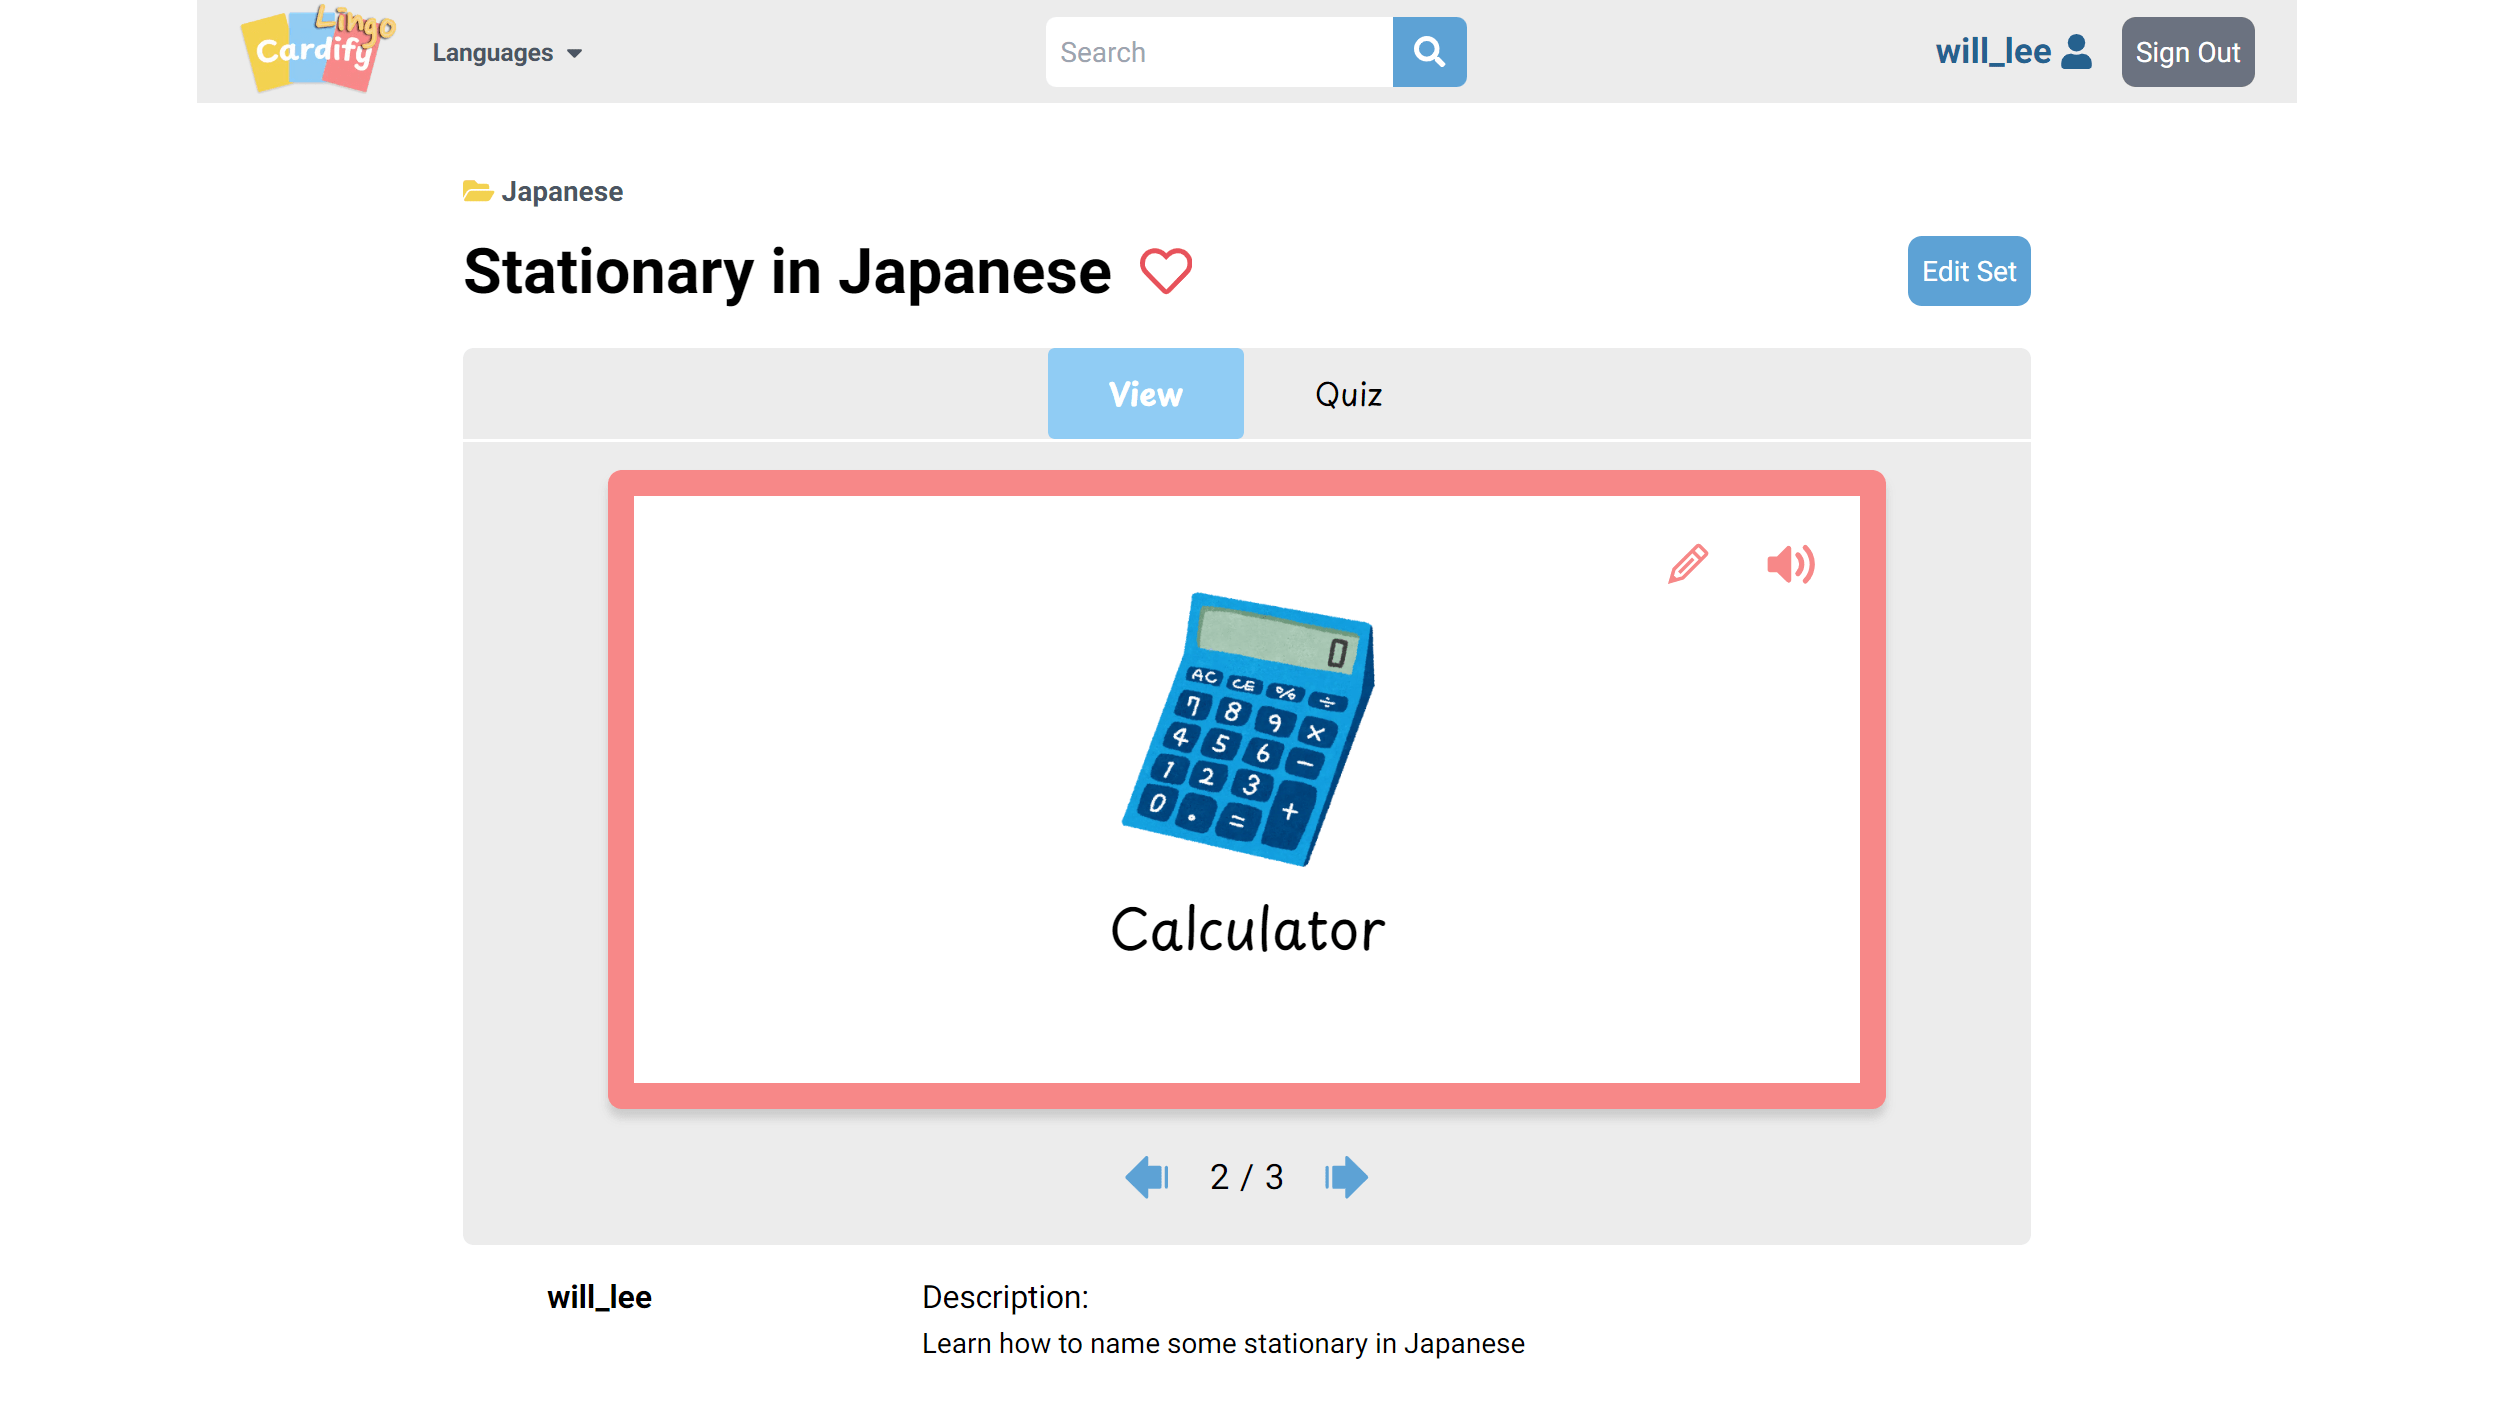 Lingo
Cardify
Languages
Search
will_lee
Sign Out
Japanese
Stationary in Japanese
Edit Set
View
Quiz
0
AC CE % ÷
7 8 9 ×
4 5 6 −
1 2 3 +
0 . =
Calculator
2 / 3
will_lee
Description:
Learn how to name some stationary in Japanese